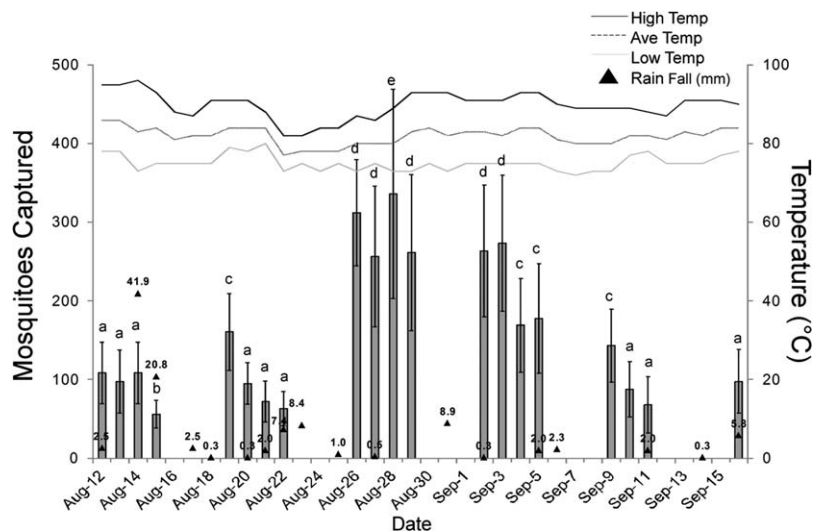 High Temp
Ave Temp
Low Temp
Rain Fall (mm)
500
400
300
200
100
0
Mosquitoes Captured
100
80
60
40
20
0
Temperature (°C)
e
d
d
d
d
d
c
c
c
c
a
a
a
b
a
a
a
a
a
a
41.9
20.8
2.5
2.5
0.3
0.3
2.0
8.4
1.0
0.5
8.9
0.3
2.0
2.3
2.0
0.3
5.8
Aug-12
Aug-14
Aug-16
Aug-18
Aug-20
Aug-22
Aug-24
Aug-26
Aug-28
Aug-30
Sep-1
Sep-3
Sep-5
Sep-7
Sep-9
Sep-11
Sep-13
Sep-15
Date